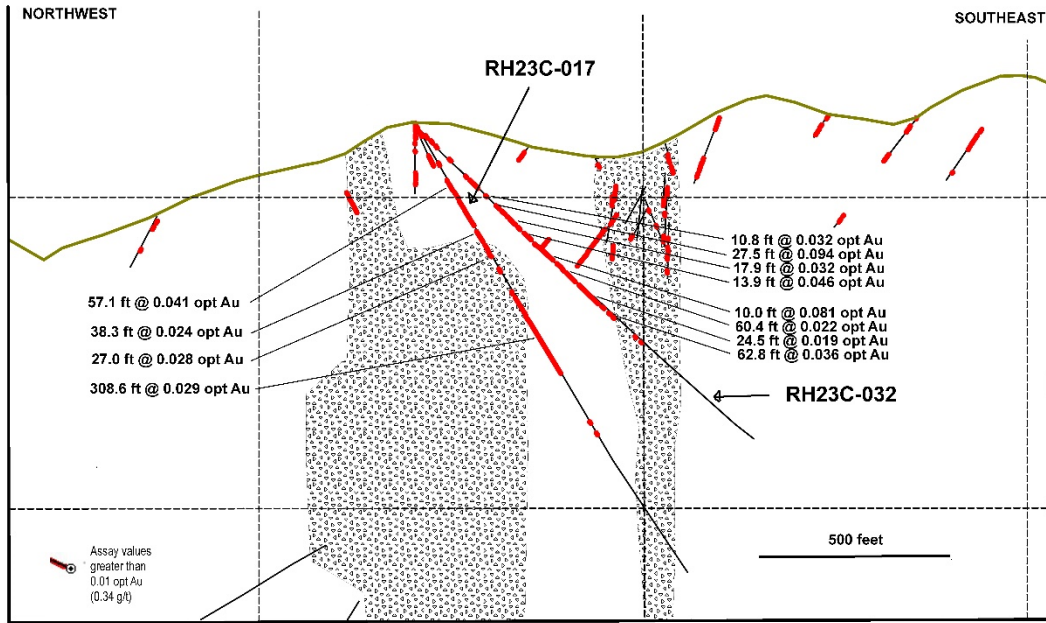 NORTHWEST
SOUTHEAST
RH23C-017
10.8 ft @ 0.032 opt Au
27.5 ft @ 0.094 opt Au
17.9 ft @ 0.032 opt Au
13.9 ft @ 0.046 opt Au
57.1 ft @ 0.041 opt Au
38.3 ft @ 0.024 opt Au
27.0 ft @ 0.028 opt Au
308.6 ft @ 0.029 opt Au
10.0 ft @ 0.081 opt Au
60.4 ft @ 0.022 opt Au
24.5 ft @ 0.019 opt Au
62.8 ft @ 0.036 opt Au
RH23C-032
500 feet
Assay values
greater than
0.01 opt Au
(0.34 g/t)